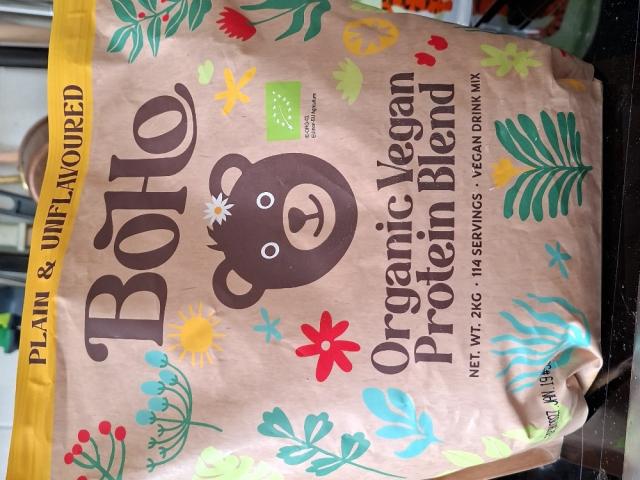 PLAIN & UNFLAVOURED
BoHo
Organic Vegan
Protein Blend
NET. WT. 2KG · 114 SERVINGS · VEGAN DRINK MIX